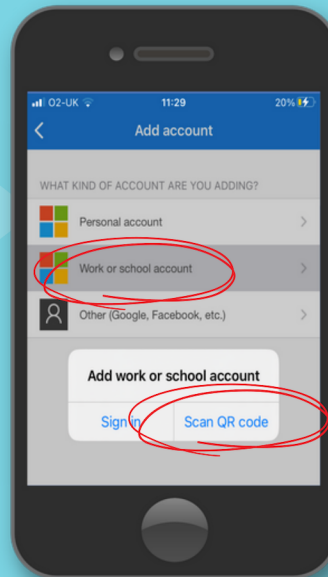 O2-UK 11:29 20%
Add account
WHAT KIND OF ACCOUNT ARE YOU ADDING?
Personal account
Work or school account
Other (Google, Facebook, etc.)
Add work or school account
Sign in Scan QR code